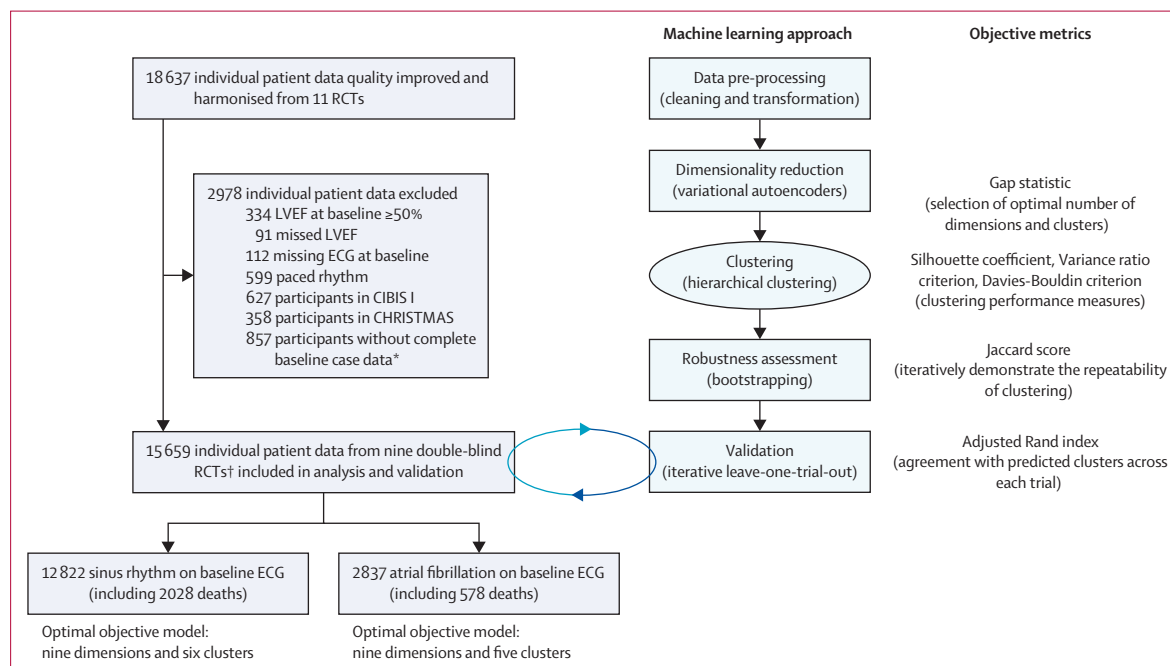 18 637 individual patient data quality improved and
harmonised from 11 RCTs
2978 individual patient data excluded
334 LVEF at baseline ≥50%
91 missed LVEF
112 missing ECG at baseline
599 paced rhythm
627 participants in CIBIS I
358 participants in CHRISTMAS
857 participants without complete
baseline case data*
15 659 individual patient data from nine double-blind
RCTs† included in analysis and validation
12 822 sinus rhythm on baseline ECG
(including 2028 deaths)
Optimal objective model:
nine dimensions and six clusters
2837 atrial fibrillation on baseline ECG
(including 578 deaths)
Optimal objective model:
nine dimensions and five clusters
Machine learning approach
Data pre-processing
(cleaning and transformation)
Dimensionality reduction
(variational autoencoders)
Clustering
(hierarchical clustering)
Robustness assessment
(bootstrapping)
Validation
(iterative leave-one-trial-out)
Objective metrics
Gap statistic
(selection of optimal number of
dimensions and clusters)
Silhouette coefficient, Variance ratio
criterion, Davies-Bouldin criterion
(clustering performance measures)
Jaccard score
(iteratively demonstrate the repeatability
of clustering)
Adjusted Rand index
(agreement with predicted clusters across
each trial)